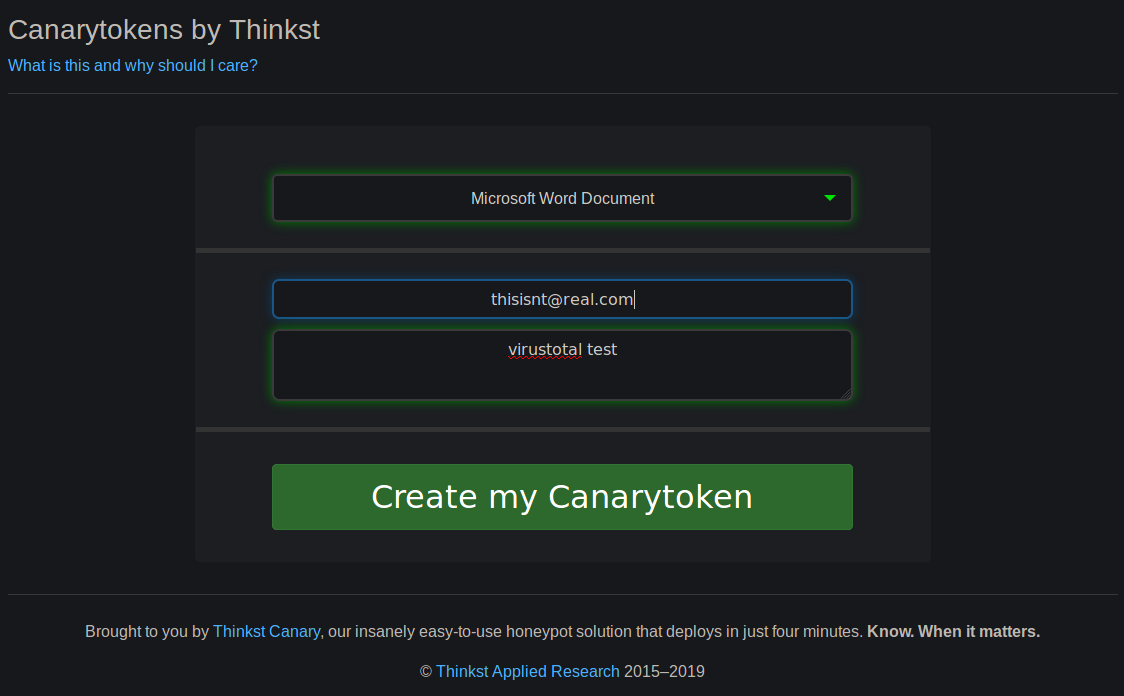 Canarytokens by Thinkst
What is this and why should I care?
Microsoft Word Document
thisisnt@real.com
virustotal test
Create my Canarytoken
Brought to you by Thinkst Canary, our insanely easy-to-use honeypot solution that deploys in just four minutes. Know. When it matters.
© Thinkst Applied Research 2015–2019